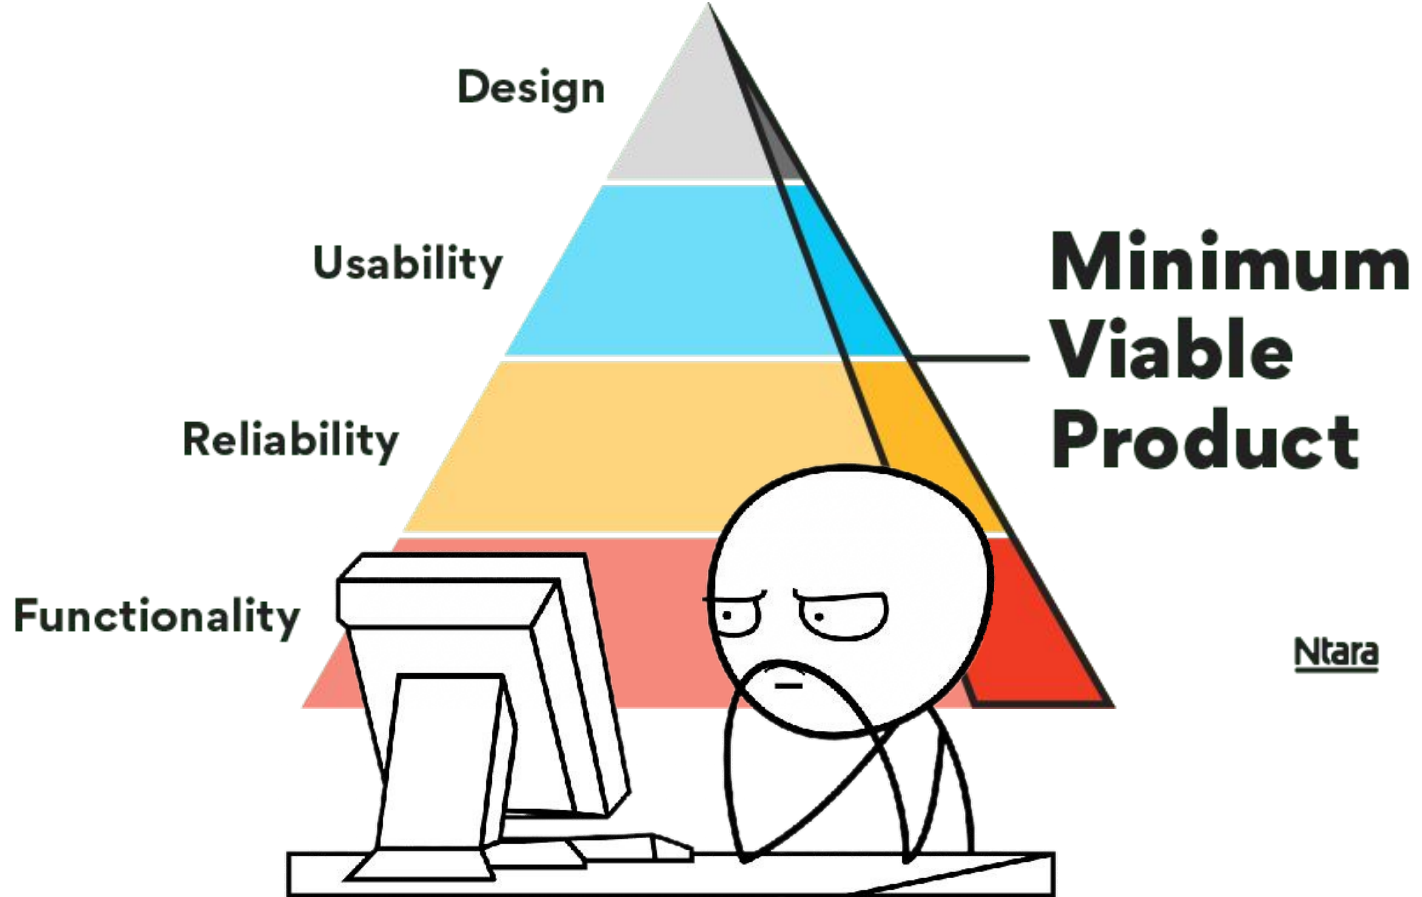 Design
Usability
Reliability
Functionality
Minimum
Viable
Product
Ntara